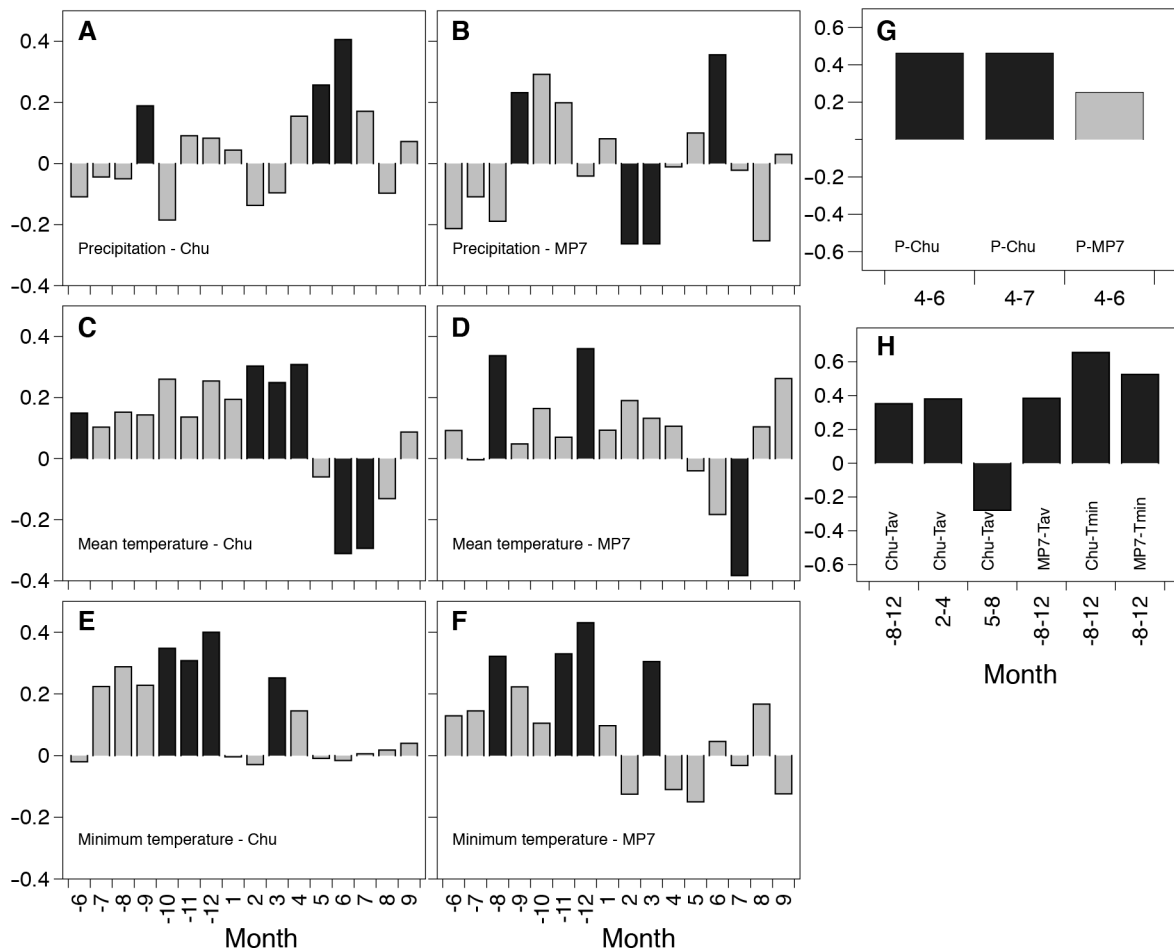 A
0.4
0.2
0
−0.2
−0.4
Precipitation - Chu
B
Precipitation - MP7
C
0.4
0.2
0
−0.2
−0.4
Mean temperature - Chu
D
Mean temperature - MP7
E
0.4
0.2
0
−0.2
−0.4
Minimum temperature - Chu
-6 -7 -8 -9 -10 -11 -12 1 2 3 4 5 6 7 8 9
Month
F
Minimum temperature - MP7
-6 -7 -8 -9 -10 -11 -12 1 2 3 4 5 6 7 8 9
Month
G
0.6
0.4
0.2
−0.2
−0.4
−0.6
P-Chu P-Chu P-MP7
4-6 4-7 4-6
H
0.6
0.4
0.2
0
−0.2
−0.4
−0.6
Chu-Tav
Chu-Tav
Chu-Tav
MP7-Tav
Chu-Tmin
MP7-Tmin
-8-12
2-4
5-8
-8-12
-8-12
-8-12
Month